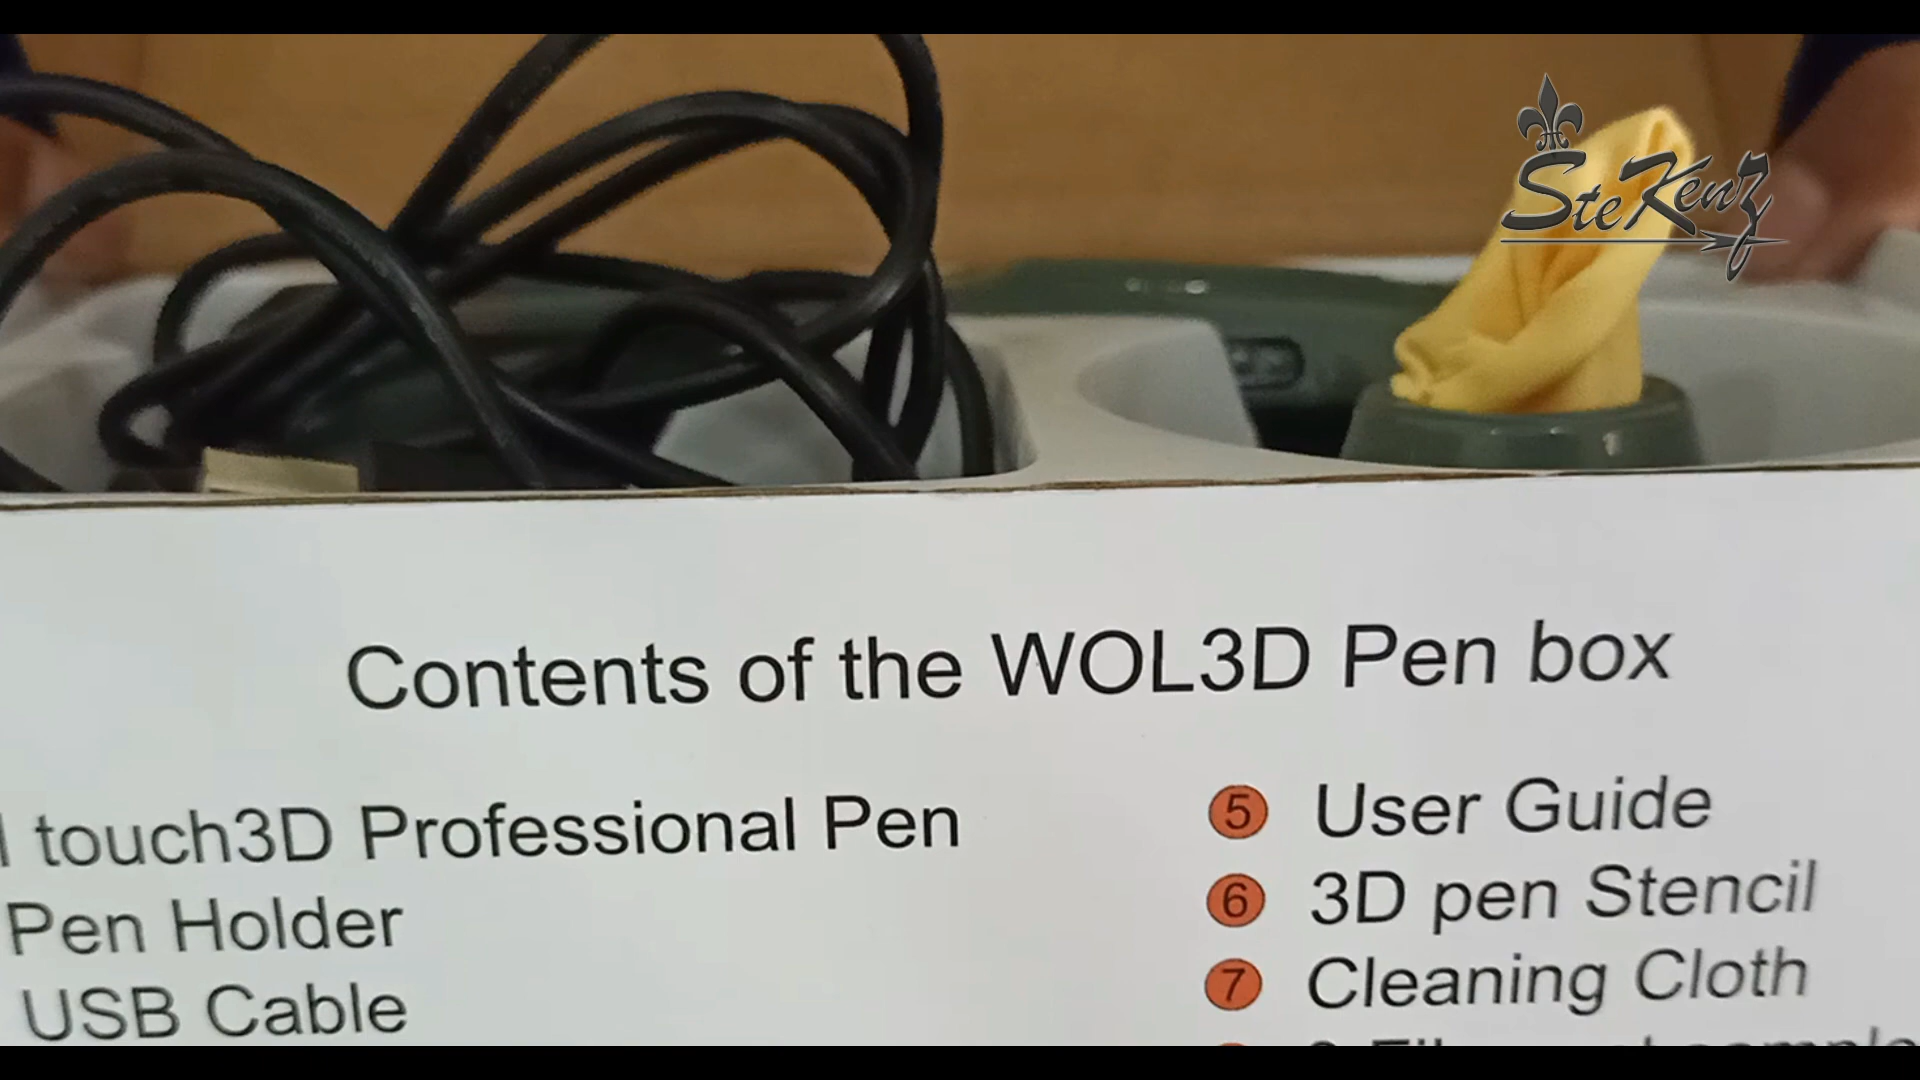 SteKenz
Contents of the WOL3D Pen box
touch3D Professional Pen
Pen Holder
USB Cable
5 User Guide
6 3D pen Stencil
7 Cleaning Cloth